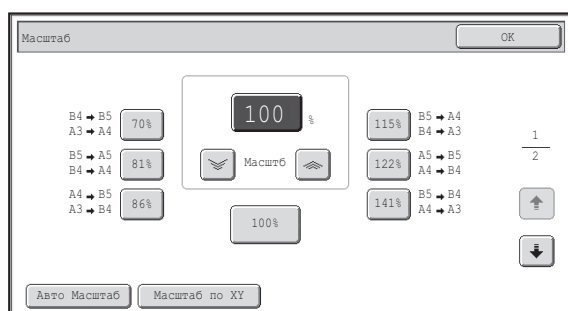 Масштаб OK
B4 → B5
A3 → A4
70%
B5 → A5
B4 → A4
81%
A4 → B5
A3 → B4
86%
100 %
Масштб
100%
115%
B5 → A4
B4 → A3
122%
A5 → B5
A4 → B4
141%
B5 → B4
A4 → A3
1
2
Авто Масштаб Масштаб по XY